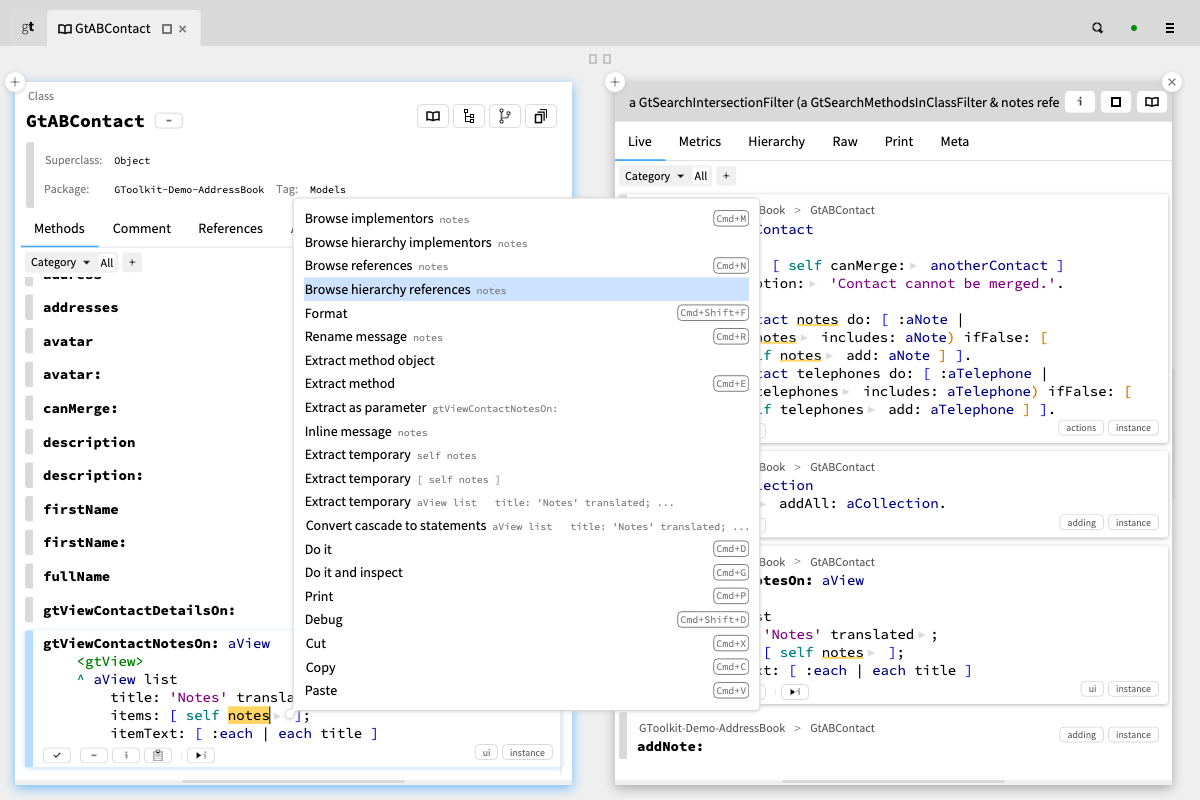 gt
GtABContact
Class
GtABContact
Superclass: Object
Package: GToolkit-Demo-AddressBook Tag: Models
Methods Comment References
Category All +
address
addresses
avatar
avatar:
canMerge:
description
description:
firstName
firstName:
fullName
gtViewContactDetailsOn:
gtViewContactNotesOn: aView
<gtView>
^ aView list
title: 'Notes' transla
items: [ self notes ];
itemText: [ :each | each title ]
ui instance
Browse implementors notes Cmd+M
Browse hierarchy implementors notes
Browse references notes Cmd+N
Browse hierarchy references notes
Format Cmd+Shift+F
Rename message notes Cmd+R
Extract method object
Extract method Cmd+E
Extract as parameter gtViewContactNotesOn:
Inline message notes
Extract temporary self notes
Extract temporary [ self notes ]
Extract temporary aView list title: 'Notes' translated; ...
Convert cascade to statements aView list title: 'Notes' translated; ...
Do it Cmd+D
Do it and inspect Cmd+G
Print Cmd+P
Debug Cmd+Shift+D
Cut Cmd+X
Copy Cmd+C
Paste Cmd+V
a GtSearchIntersectionFilter (a GtSearchMethodsInClassFilter & notes refe
Live Metrics Hierarchy Raw Print Meta
Category All +
Book > GtABContact
Contact
[ self canMerge: anotherContact ]
ption: 'Contact cannot be merged.'.
tact notes do: [ :aNote |
notes includes: aNote) ifFalse: [
f notes add: aNote ] ].
tact telephones do: [ :aTelephone |
telephones includes: aTelephone) ifFalse: [
f telephones add: aTelephone ] ].
actions instance
Book > GtABContact
lection
addAll: aCollection.
adding instance
Book > GtABContact
otesOn: aView
st
'Notes' translated ;
[ self notes ];
xt: [ :each | each title ]
ui instance
GToolkit-Demo-AddressBook > GtABContact
addNote:
adding instance